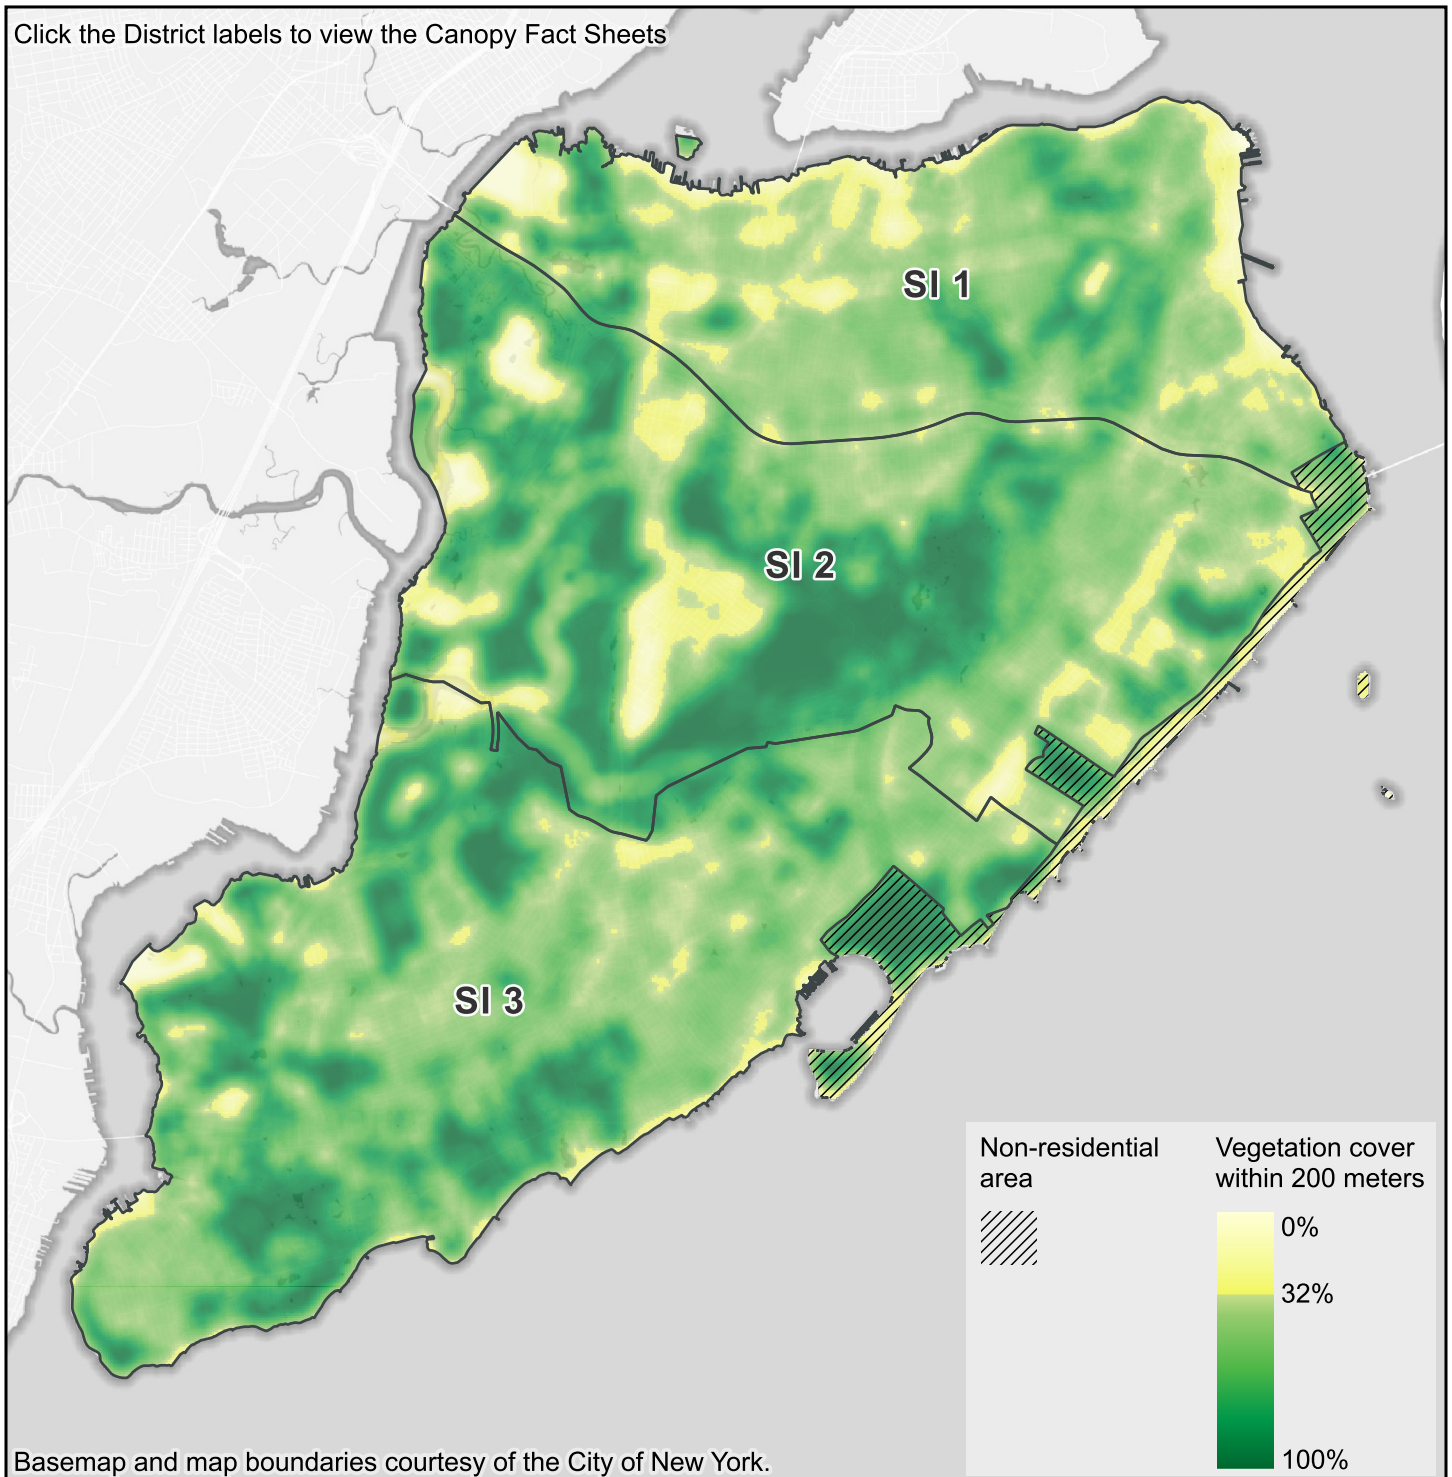 Click the District labels to view the Canopy Fact Sheets
SI 1
SI 2
SI 3
Non-residential
area
Vegetation cover
within 200 meters
0%
32%
100%
Basemap and map boundaries courtesy of the City of New York.